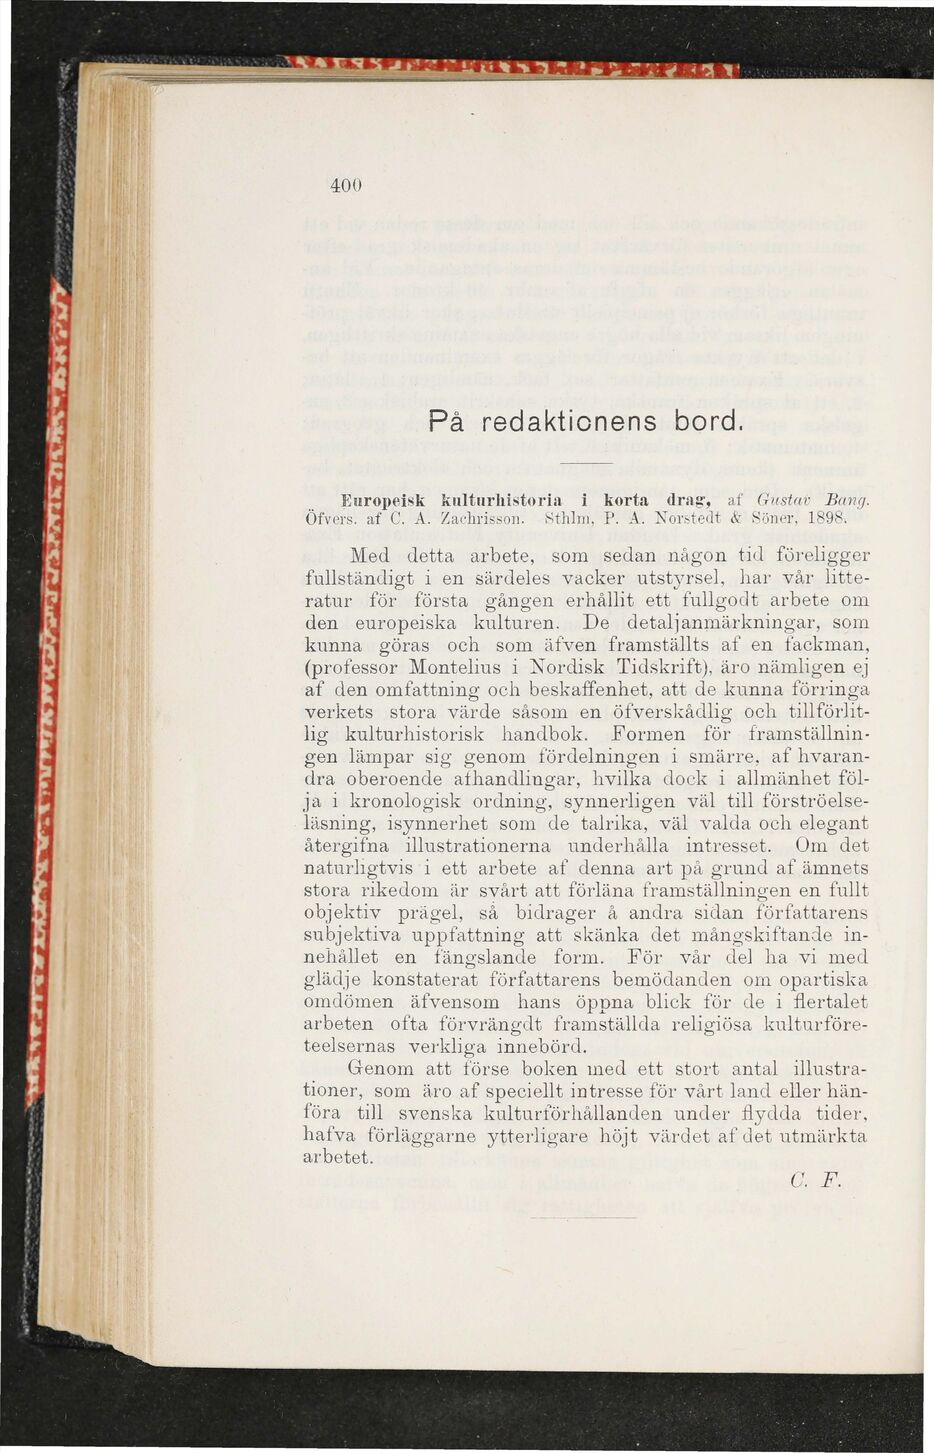 400
På redaktionens bord.
Europeisk kulturhistoria i korta drag, af Gustav Bang.
Öfvers. af C. A. Zachrisson. Sthlm, P. A. Norstedt & Söner, 1898.
Med detta arbete, som sedan någon tid föreligger
fullständigt i en särdeles vacker utstyrsel, har vår litte-
ratur för första gången erhållit ett fullgodt arbete om
den europeiska kulturen. De detaljanmärkningar, som
kunna göras och som äfven framställts af en fackman,
(professor Montelius i Nordisk Tidskrift), äro nämligen ej
af den omfattning och beskaffenhet, att de kunna förringa
verkets stora värde såsom en öfverskådlig och tillförlit-
lig kulturhistorisk handbok. Formen för framställnin-
gen lämpar sig genom fördelningen i smärre, af hvaran-
dra oberoende afhandlingar, hvilka dock i allmänhet föl-
ja i kronologisk ordning, synnerligen väl till förströelse-
läsning, isynnerhet som de talrika, väl valda och elegant
återgifna illustrationerna underhålla intresset. Om det
naturligtvis i ett arbete af denna art på grund af ämnets
stora rikedom är svårt att förläna framställningen en fullt
objektiv prägel, så bidrager å andra sidan författarens
subjektiva uppfattning att skänka det mångskiftande in-
nehållet en fängslande form. För vår del ha vi med
glädje konstaterat författarens bemödanden om opartiska
omdömen äfvensom hans öppna blick för de i flertalet
arbeten ofta förvrängdt framställda religiösa kulturföre-
teelsernas verkliga innebörd.
Genom att förse boken med ett stort antal illustra-
tioner, som äro af speciellt intresse för vårt land eller hän-
föra till svenska kulturförhållanden under flydda tider,
hafva förläggarne ytterligare höjt värdet af det utmärkta
arbetet.
C. F.